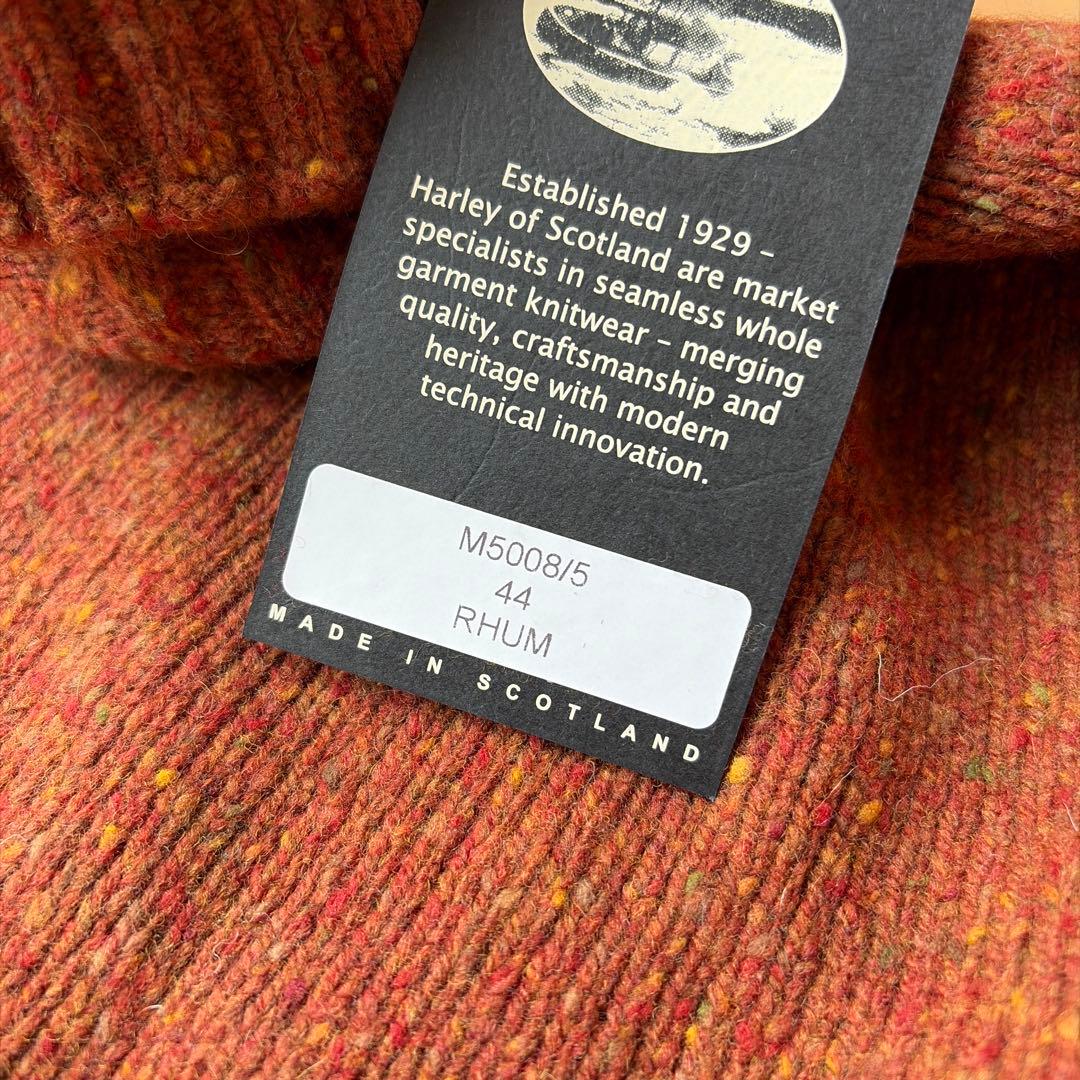 Established 1929 –
Harley of Scotland are market
specialists in seamless whole
garment knitwear – merging
quality, craftsmanship and
heritage with modern
technical innovation.
M5008/5
44
RHUM
MADE IN SCOTLAND